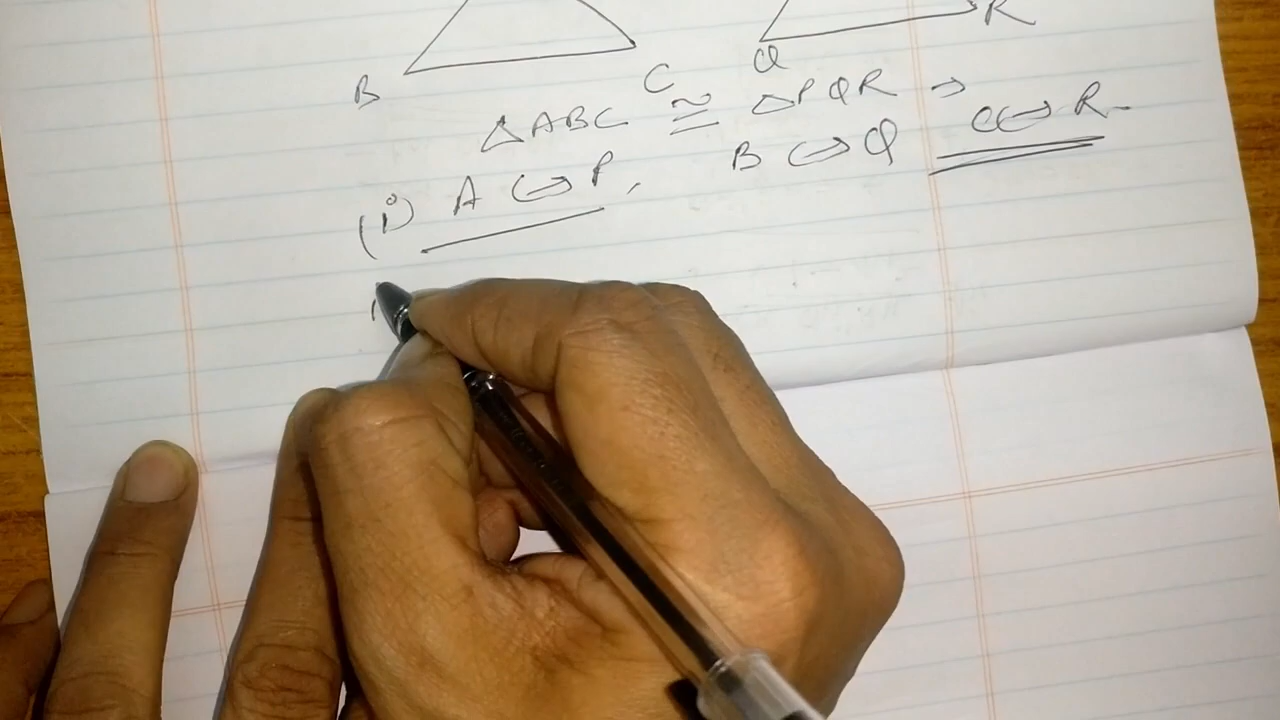 B C Q R
△ABC ≅ △PQR ⇒
(i) A ↔ P, B ↔ Q C ↔ R.
(